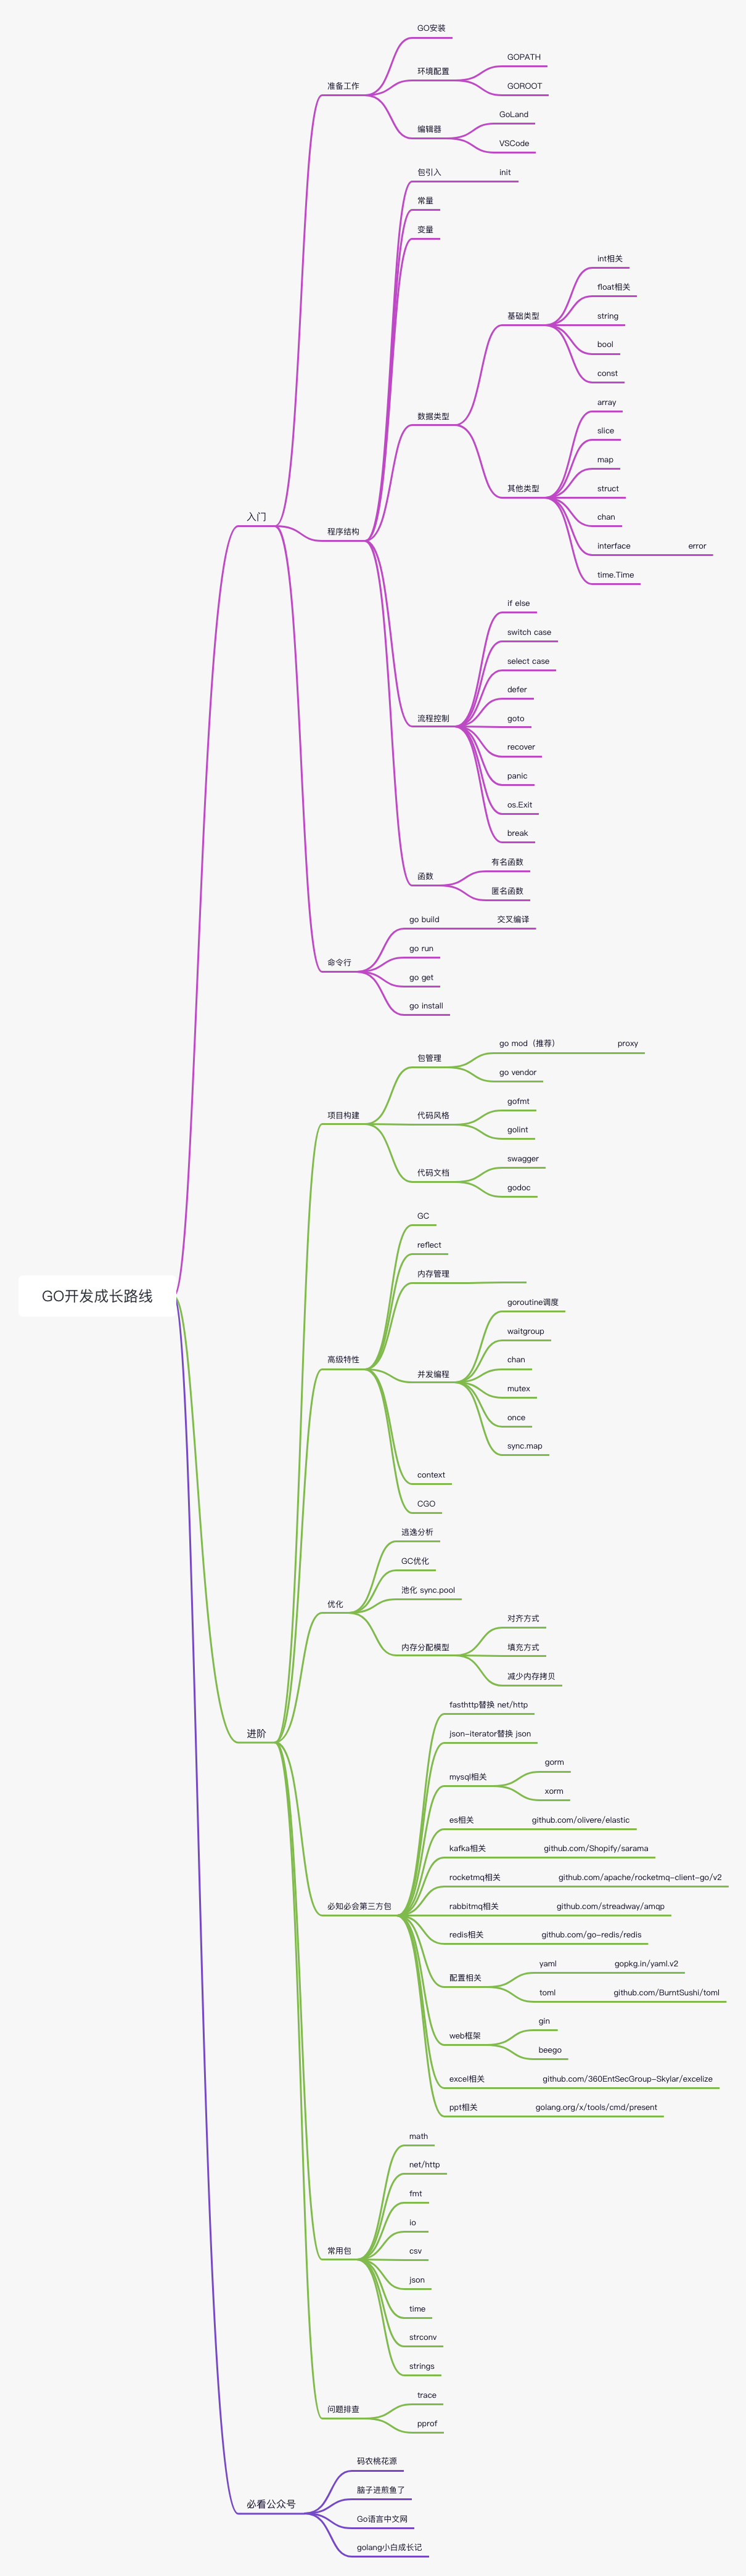 GO开发成长路线
入门
准备工作
GO安装
环境配置
GOPATH
GOROOT
编辑器
GoLand
VSCode
程序结构
包引入
init
常量
变量
数据类型
基础类型
int相关
float相关
string
bool
const
其他类型
array
slice
map
struct
chan
interface
error
time.Time
流程控制
if else
switch case
select case
defer
goto
recover
panic
os.Exit
break
函数
有名函数
匿名函数
命令行
go build
交叉编译
go run
go get
go install
进阶
项目构建
包管理
go mod（推荐）
proxy
go vendor
代码风格
gofmt
golint
代码文档
swagger
godoc
高级特性
GC
reflect
内存管理
并发编程
goroutine调度
waitgroup
chan
mutex
once
sync.map
context
CGO
优化
逃逸分析
GC优化
池化 sync.pool
内存分配模型
对齐方式
填充方式
减少内存拷贝
必知必会第三方包
fasthttp替换 net/http
json-iterator替换 json
mysql相关
gorm
xorm
es相关
github.com/olivere/elastic
kafka相关
github.com/Shopify/sarama
rocketmq相关
github.com/apache/rocketmq-client-go/v2
rabbitmq相关
github.com/streadway/amqp
redis相关
github.com/go-redis/redis
配置相关
yaml
gopkg.in/yaml.v2
toml
github.com/BurntSushi/toml
web框架
gin
beego
excel相关
github.com/360EntSecGroup-Skylar/excelize
ppt相关
golang.org/x/tools/cmd/present
常用包
math
net/http
fmt
io
csv
json
time
strconv
strings
问题排查
trace
pprof
必看公众号
码农桃花源
脑子进煎鱼了
Go语言中文网
golang小白成长记